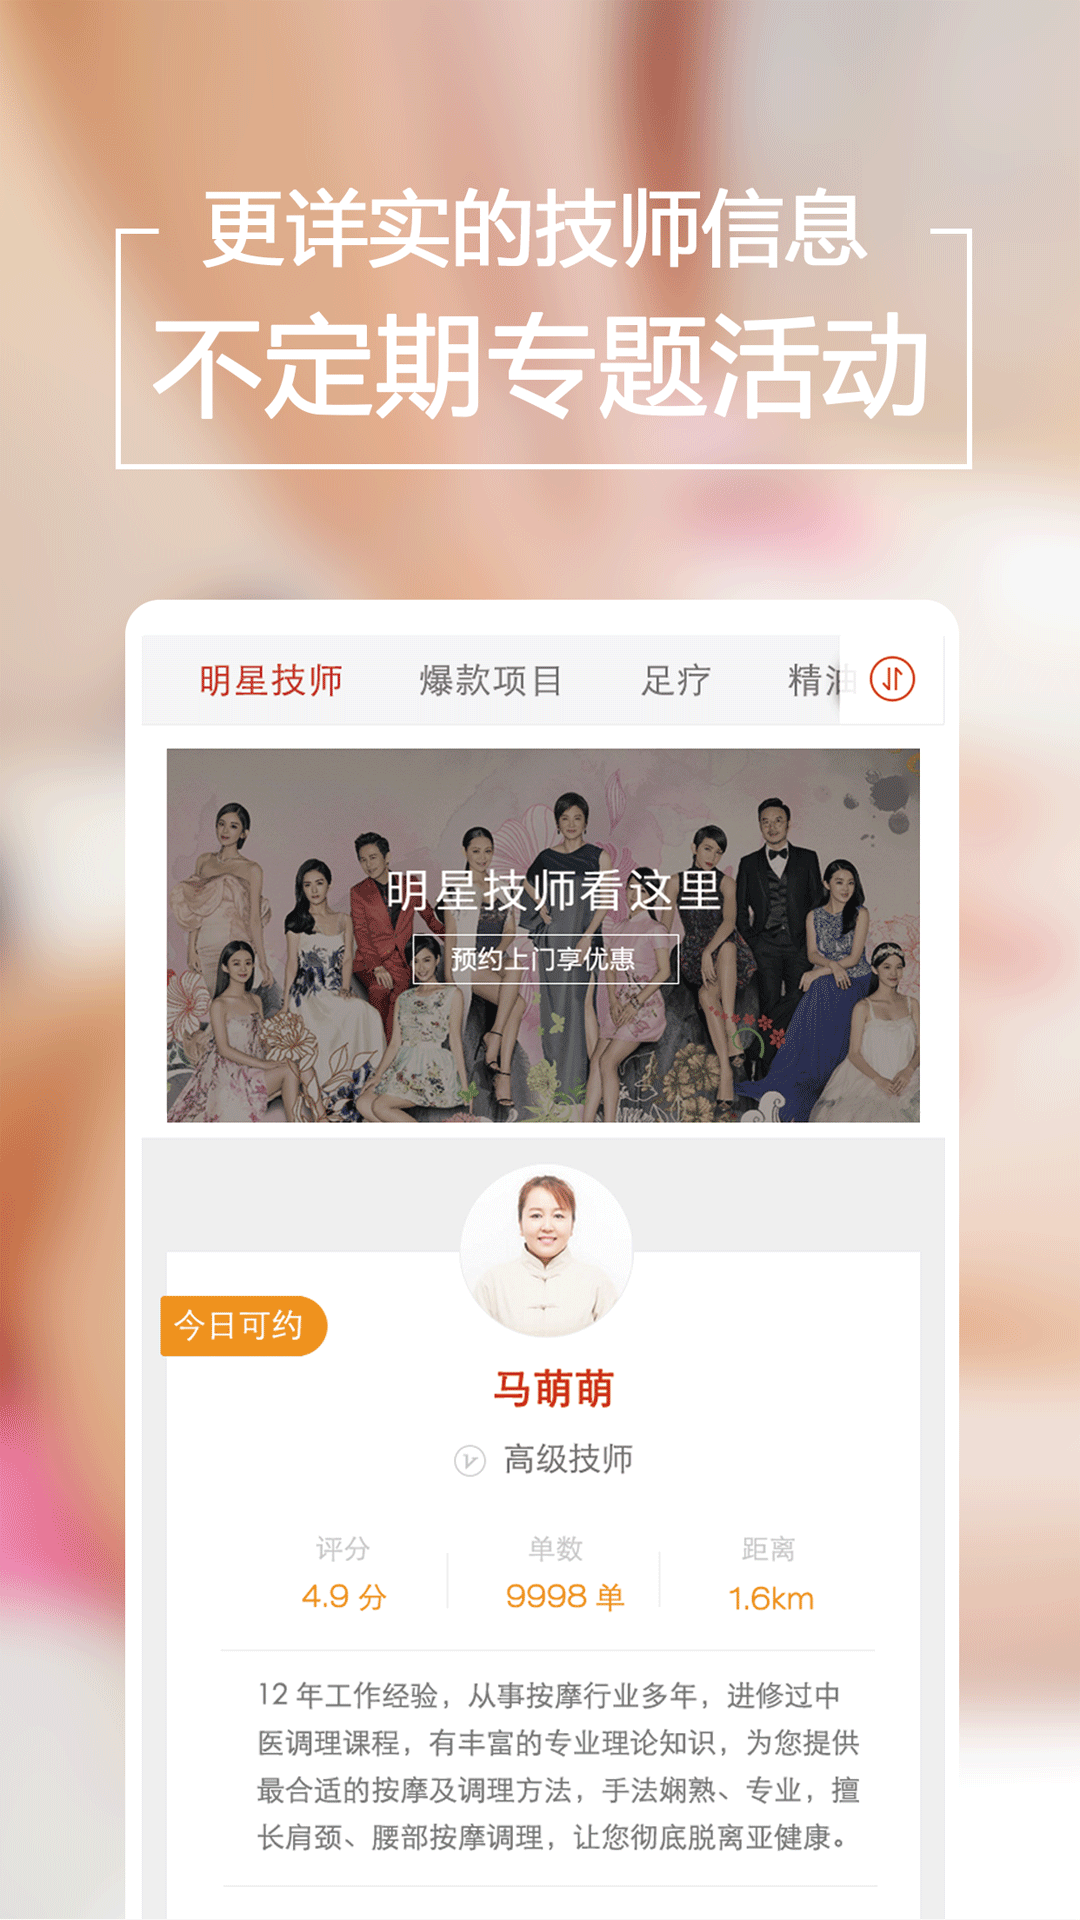 更详实的技师信息
不定期专题活动
明星技师 爆款项目 足疗 精油
明星技师看这里
预约上门享优惠
今日可约
马萌萌
高级技师
评分 单数 距离
4.9 分 9998 单 1.6km
12 年工作经验，从事按摩行业多年，进修过中
医调理课程，有丰富的专业理论知识，为您提供
最合适的按摩及调理方法，手法娴熟、专业，擅
长肩颈、腰部按摩调理，让您彻底脱离亚健康。